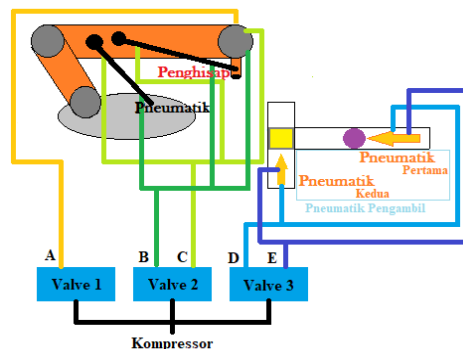 Penghisap
Pneumatik
Pneumatik
Pertama
Pneumatik
Kedua
Pneumatik Pengambil
A
B
C
D
E
Valve 1
Valve 2
Valve 3
Kompressor